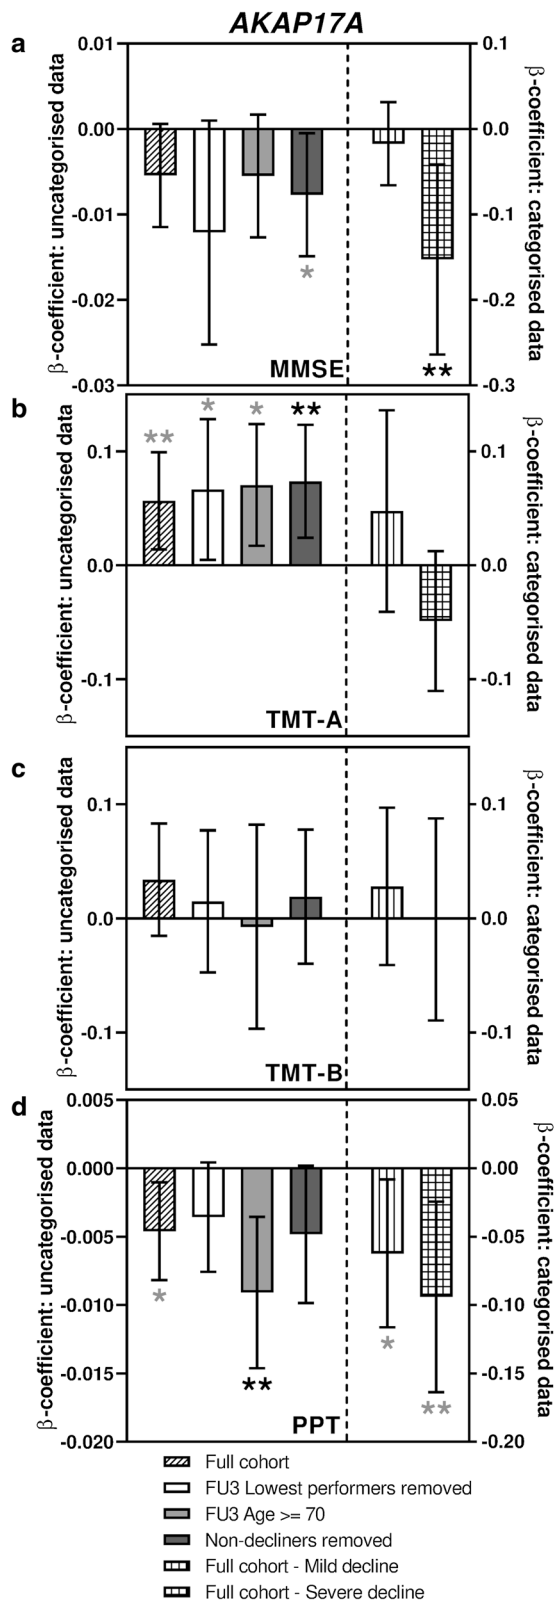 AKAP17A
a
β-coefficient: uncategorised data
0.01
0.00
-0.01
-0.02
-0.03
*
**
MMSE
0.1
0.0
-0.1
-0.2
-0.3
β-coefficient: categorised data
b
β-coefficient: uncategorised data
0.1
0.0
-0.1
**
*
*
**
TMT-A
0.1
0.0
-0.1
β-coefficient: categorised data
c
β-coefficient: uncategorised data
0.1
0.0
-0.1
TMT-B
0.1
0.0
-0.1
β-coefficient: categorised data
d
β-coefficient: uncategorised data
0.005
0.000
-0.005
-0.010
-0.015
-0.020
*
**
*
**
PPT
0.05
0.00
-0.05
-0.10
-0.15
-0.20
β-coefficient: categorised data
Full cohort
FU3 Lowest performers removed
FU3 Age >= 70
Non-decliners removed
Full cohort - Mild decline
Full cohort - Severe decline